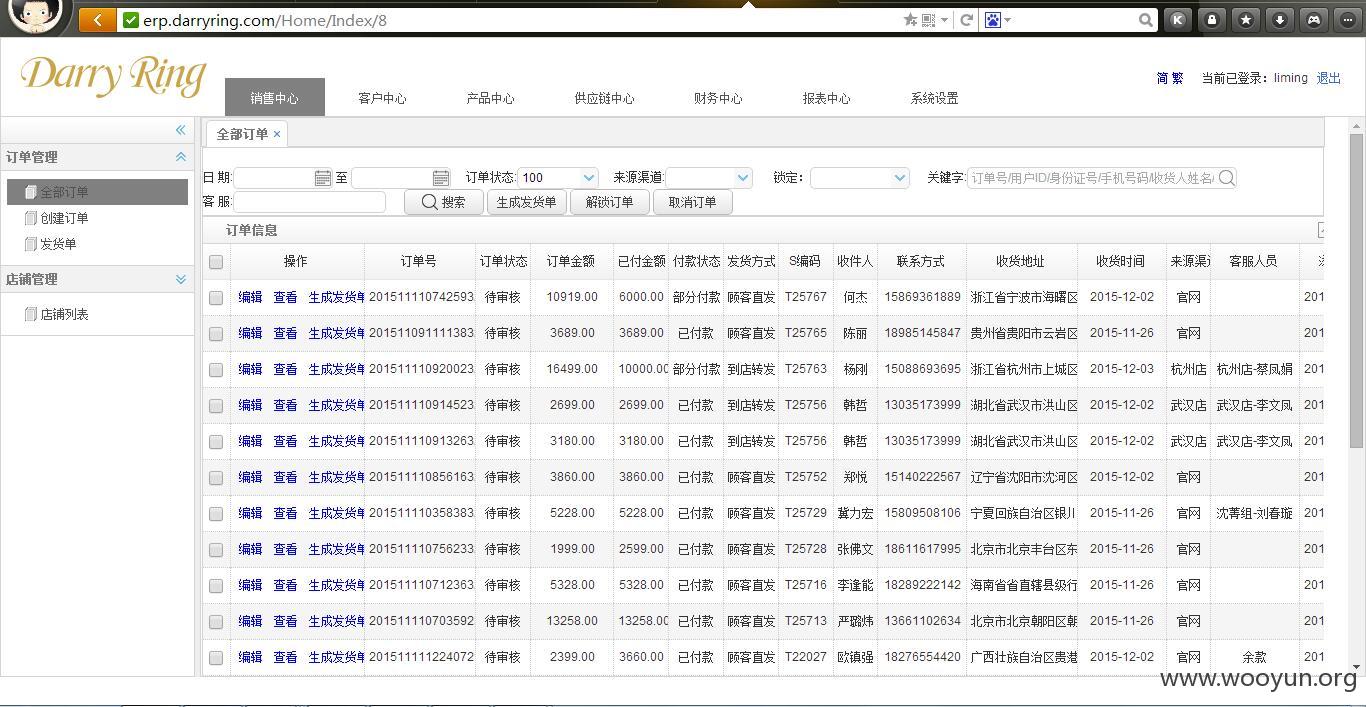 erp.darryring.com/Home/Index/8
Darry Ring
简 繁 当前已登录: liming 退出
销售中心 客户中心 产品中心 供应链中心 财务中心 报表中心 系统设置
订单管理
全部订单
创建订单
发货单
店铺管理
店铺列表
全部订单 ×
日 期: 至 订单状态: 100 来源渠道: 锁定: 关键字: 订单号/用户ID/身份证号/手机号码/收货人姓名/
客 服: 搜索 生成发货单 解锁订单 取消订单
订单信息
操作 订单号 订单状态 订单金额 已付金额 付款状态 发货方式 S编码 收件人 联系方式 收货地址 收货时间 来源渠道 客服人员
编辑 查看 生成发货单 201511110742593 待审核 10919.00 6000.00 部分付款 顾客直发 T25767 何杰 15869361889 浙江省宁波市海曙区 2015-12-02 官网 201
编辑 查看 生成发货单 201511091111383 待审核 3689.00 3689.00 已付款 顾客直发 T25765 陈丽 18985145847 贵州省贵阳市云岩区 2015-11-26 官网 201
编辑 查看 生成发货单 201511110920023 待审核 16499.00 10000.00 部分付款 到店转发 T25763 杨刚 15088693695 浙江省杭州市上城区 2015-12-03 杭州店 杭州店-蔡凤娟 201
编辑 查看 生成发货单 201511110914523 待审核 2699.00 2699.00 已付款 到店转发 T25756 韩哲 13035173999 湖北省武汉市洪山区 2015-12-02 武汉店 武汉店-李文凤 201
编辑 查看 生成发货单 201511110913263 待审核 3180.00 3180.00 已付款 到店转发 T25756 韩哲 13035173999 湖北省武汉市洪山区 2015-12-02 武汉店 武汉店-李文凤 201
编辑 查看 生成发货单 201511110856163 待审核 3860.00 3860.00 已付款 顾客直发 T25752 郑悦 15140222567 辽宁省沈阳市沈河区 2015-12-02 官网 201
编辑 查看 生成发货单 201511110358383 待审核 5228.00 5228.00 已付款 顾客直发 T25729 冀力宏 15809508106 宁夏回族自治区银川 2015-11-26 官网 沈菁组-刘春璇 201
编辑 查看 生成发货单 201511110756233 待审核 1999.00 2599.00 已付款 顾客直发 T25728 张佛文 18611617995 北京市北京丰台区东 2015-11-26 官网 201
编辑 查看 生成发货单 201511110712363 待审核 5328.00 5328.00 已付款 顾客直发 T25716 李逢能 18289222142 海南省省直辖县级行 2015-11-26 官网 201
编辑 查看 生成发货单 201511110703592 待审核 13258.00 13258.00 已付款 顾客直发 T25713 严璐炜 13661102634 北京市北京朝阳区朝 2015-11-26 官网 201
编辑 查看 生成发货单 201511111224072 待审核 2399.00 3660.00 已付款 顾客直发 T22027 欧镇强 18276554420 广西壮族自治区贵港 2015-12-02 官网 余款 201
www.wooyun.org